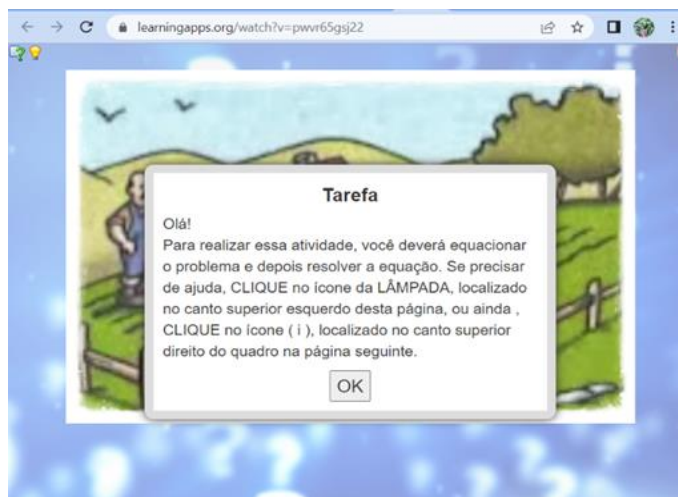 learningapps.org/watch?v=pwvr65gsj22
Tarefa
Olá!
Para realizar essa atividade, você deverá equacionar
o problema e depois resolver a equação. Se precisar
de ajuda, CLIQUE no ícone da LÂMPADA, localizado
no canto superior esquerdo desta página, ou ainda ,
CLIQUE no ícone ( i ), localizado no canto superior
direito do quadro na página seguinte.
OK